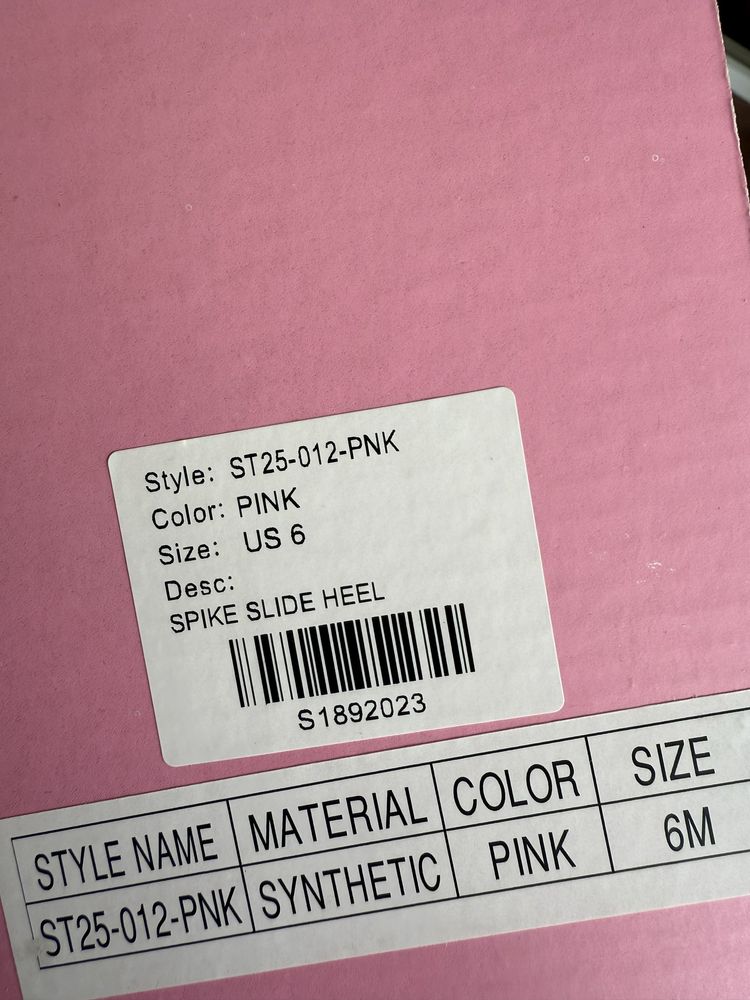 Style: ST25-012-PNK
Color: PINK
Size: US 6
Desc:
SPIKE SLIDE HEEL
S1892023
STYLE NAME MATERIAL COLOR SIZE
ST25-012-PNK SYNTHETIC PINK 6M